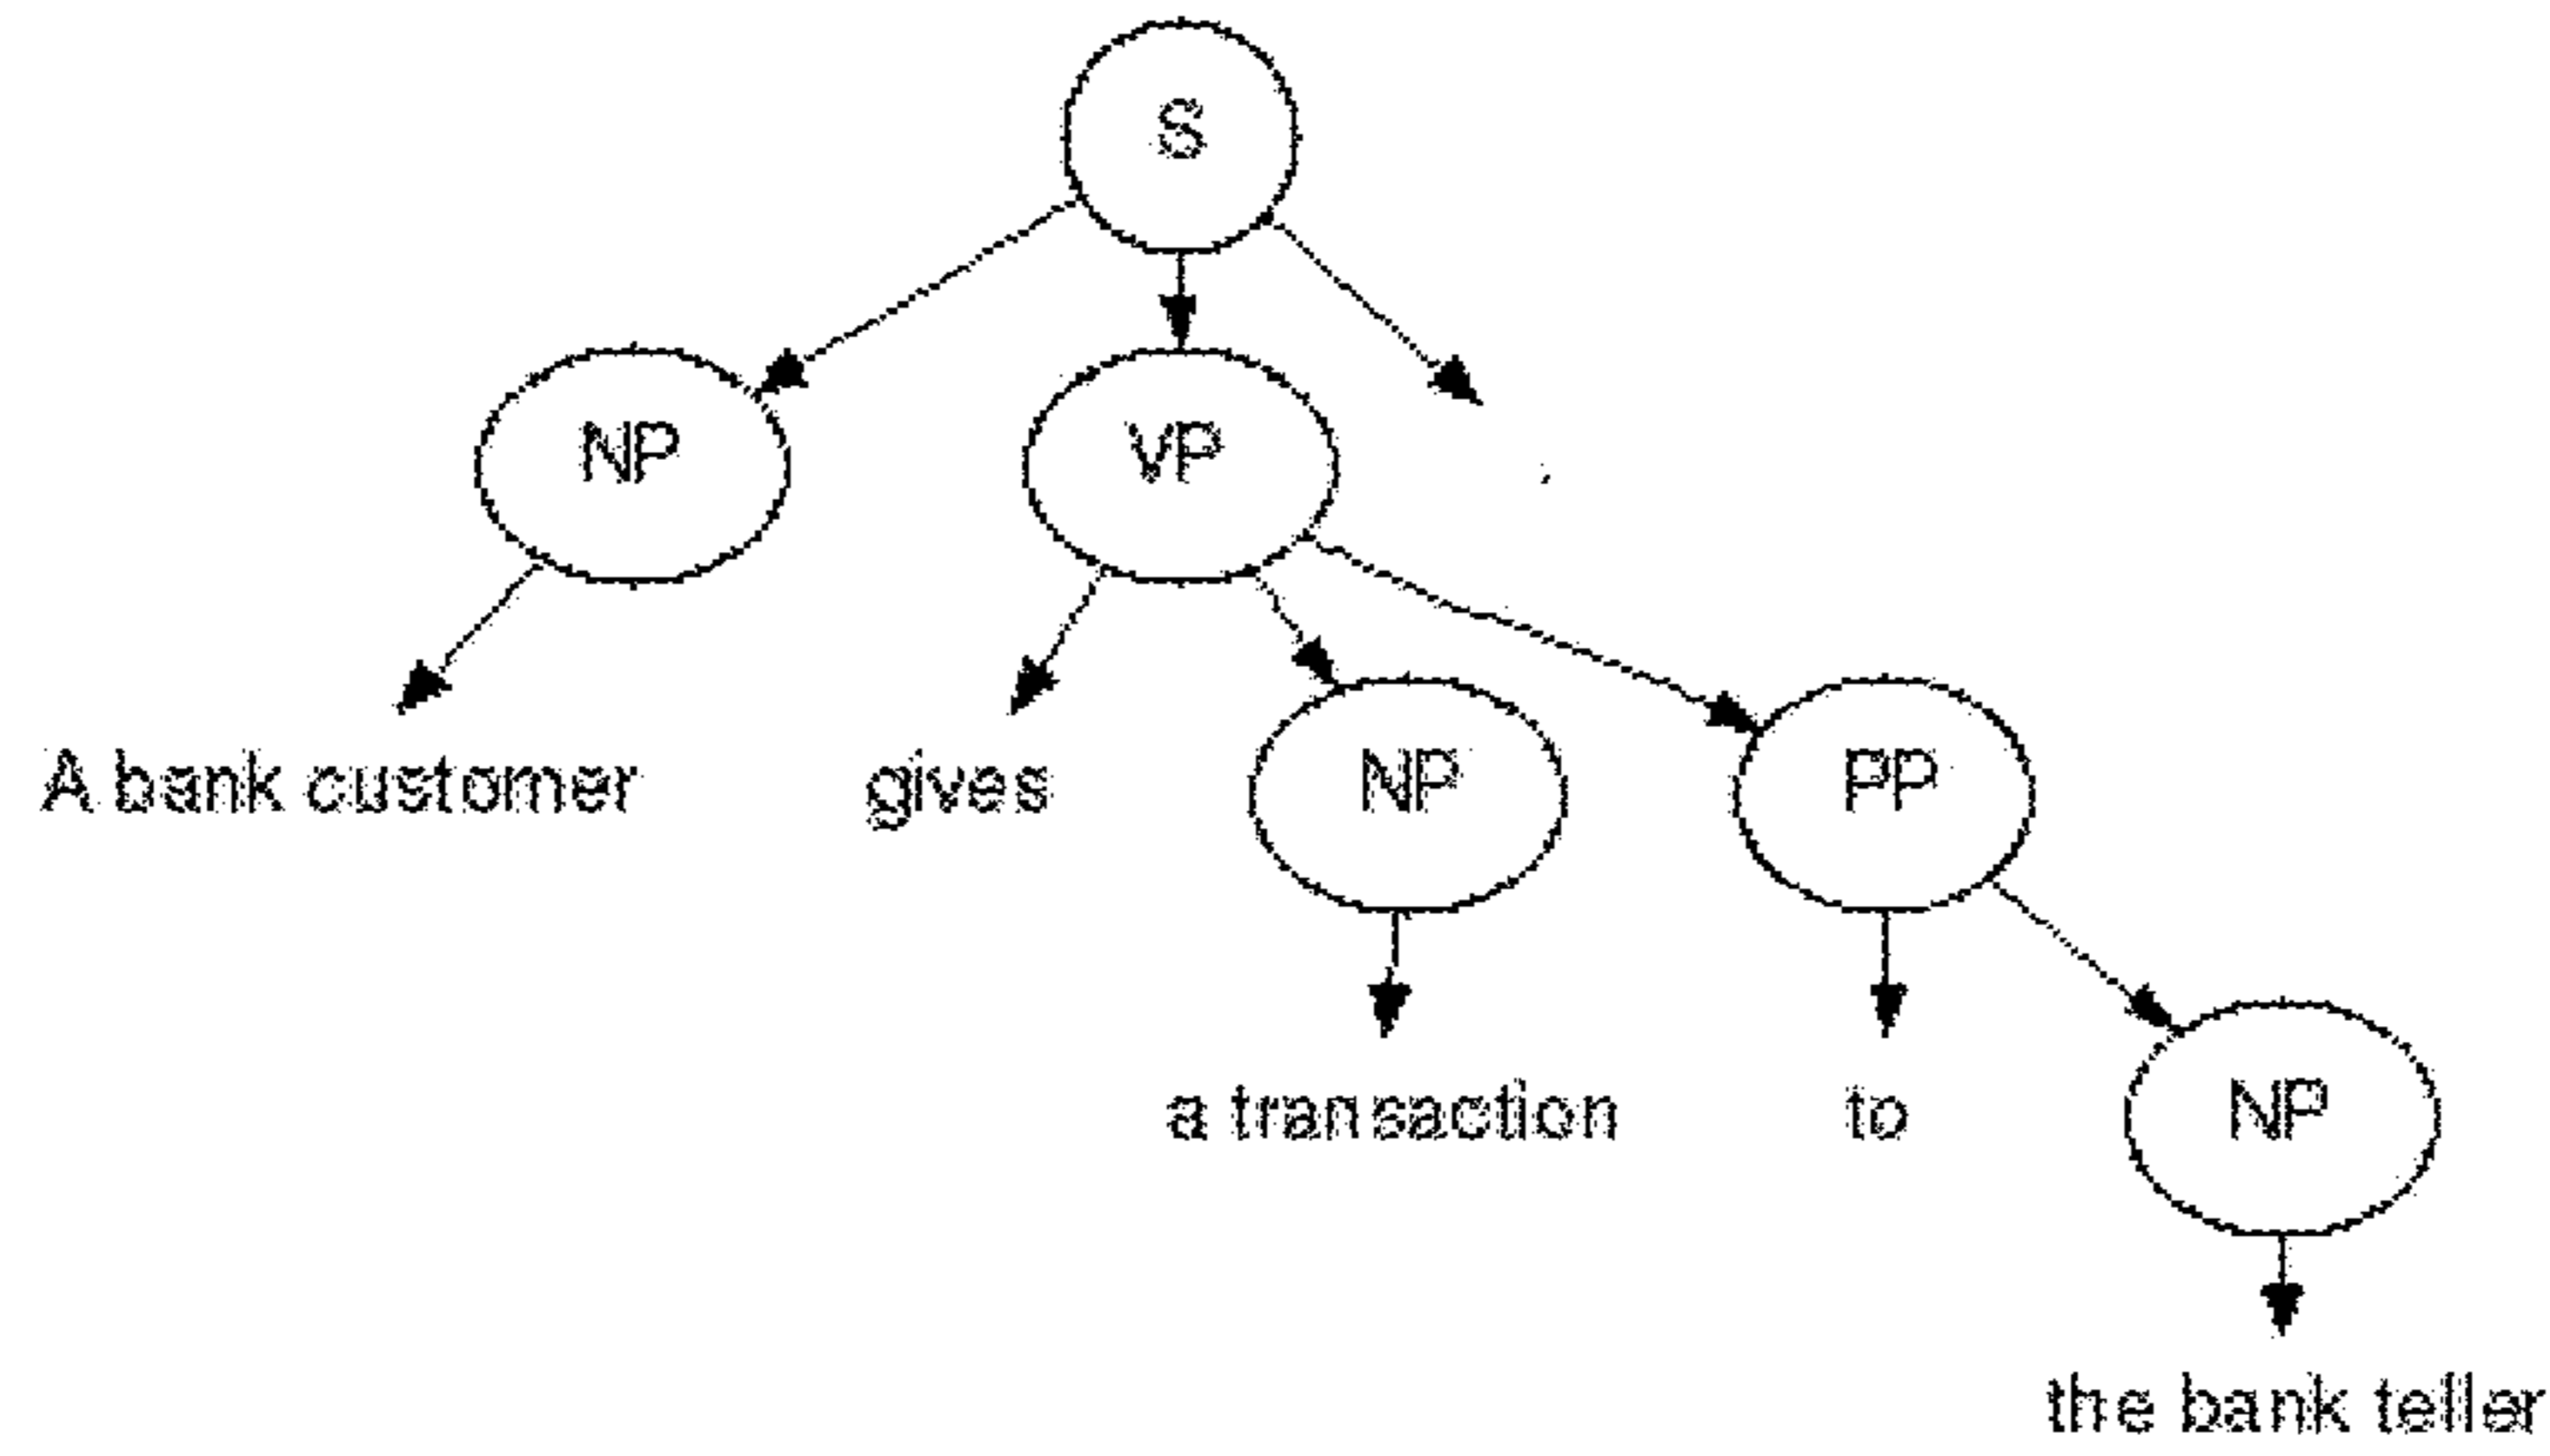 S
NP
VP
.
A bank customer
gives
NP
PP
a transaction
to
NP
the bank teller